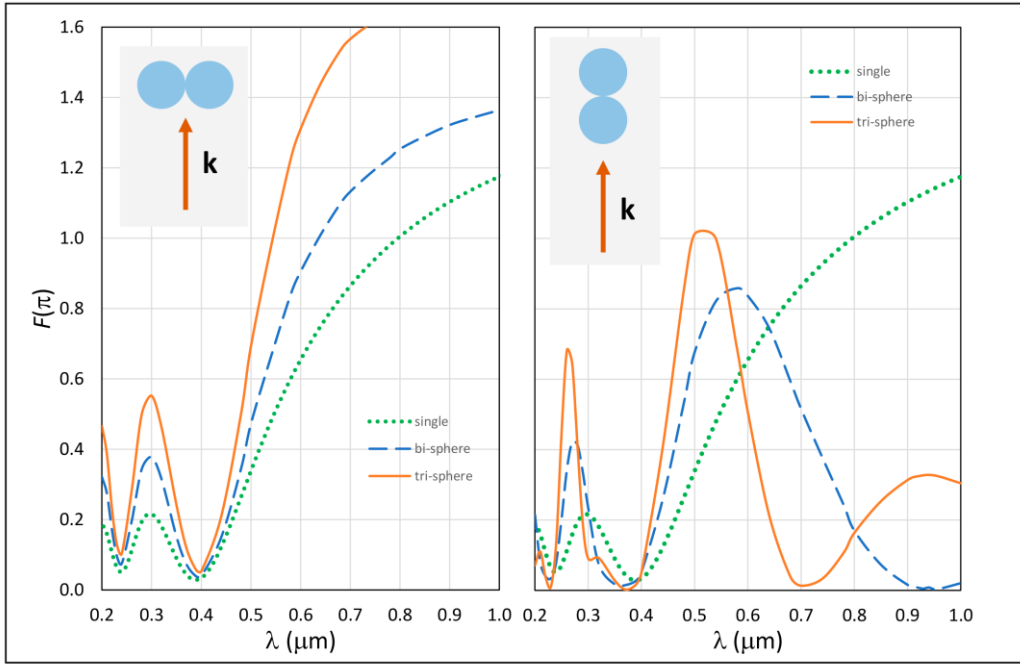 F(π)
1.6
1.4
1.2
1.0
0.8
0.6
0.4
0.2
0.0
k
single
bi-sphere
tri-sphere
0.2 0.3 0.4 0.5 0.6 0.7 0.8 0.9 1.0
λ (μm)
k
single
bi-sphere
tri-sphere
0.2 0.3 0.4 0.5 0.6 0.7 0.8 0.9 1.0
λ (μm)